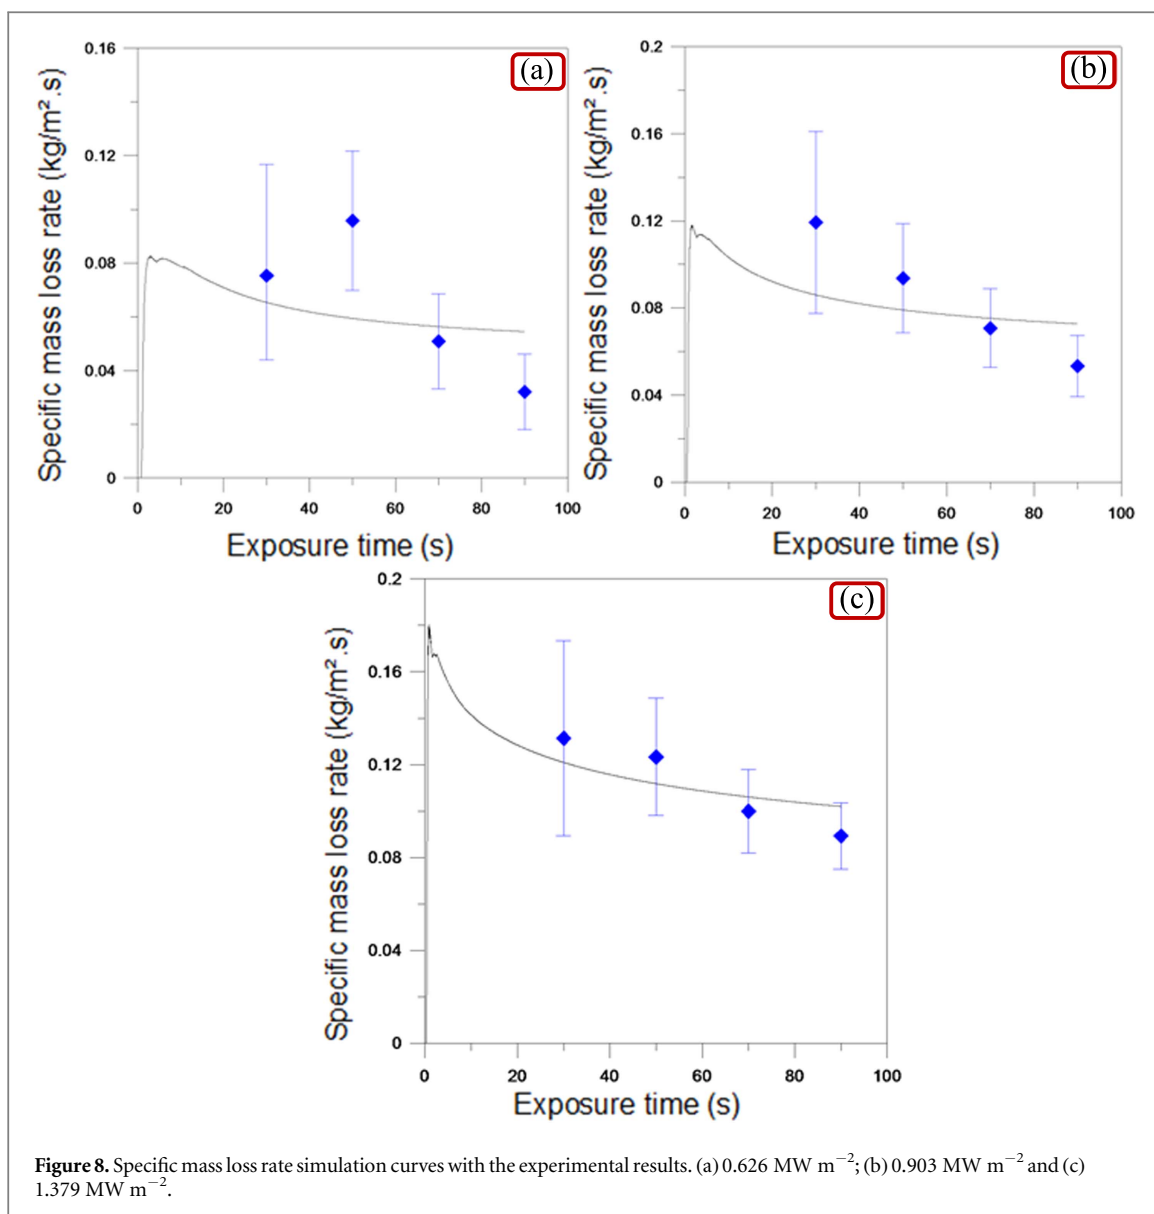 (a)
0.16
0.12
0.08
0.04
0
0 20 40 60 80 100
Specific mass loss rate (kg/m².s)
Exposure time (s)
(b)
0.2
0.16
0.12
0.08
0.04
0
0 20 40 60 80 100
Specific mass loss rate (kg/m².s)
Exposure time (s)
(c)
0.2
0.16
0.12
0.08
0.04
0
0 20 40 60 80 100
Specific mass loss rate (kg/m².s)
Exposure time (s)
Figure 8. Specific mass loss rate simulation curves with the experimental results. (a) 0.626 MW m⁻²; (b) 0.903 MW m⁻² and (c)
1.379 MW m⁻².